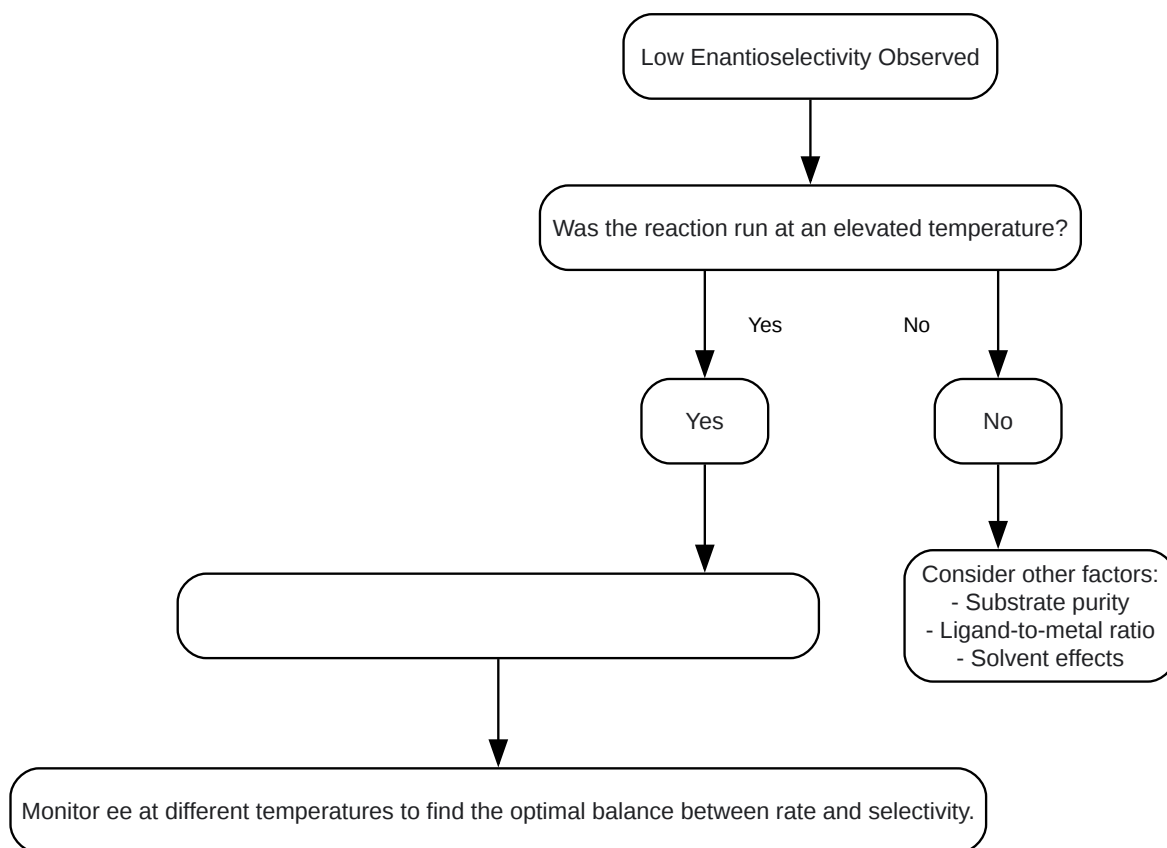 Low Enantioselectivity Observed
Was the reaction run at an elevated temperature?
Yes
No
Yes
No
Consider other factors:
- Substrate purity
- Ligand-to-metal ratio
- Solvent effects
Monitor ee at different temperatures to find the optimal balance between rate and selectivity.